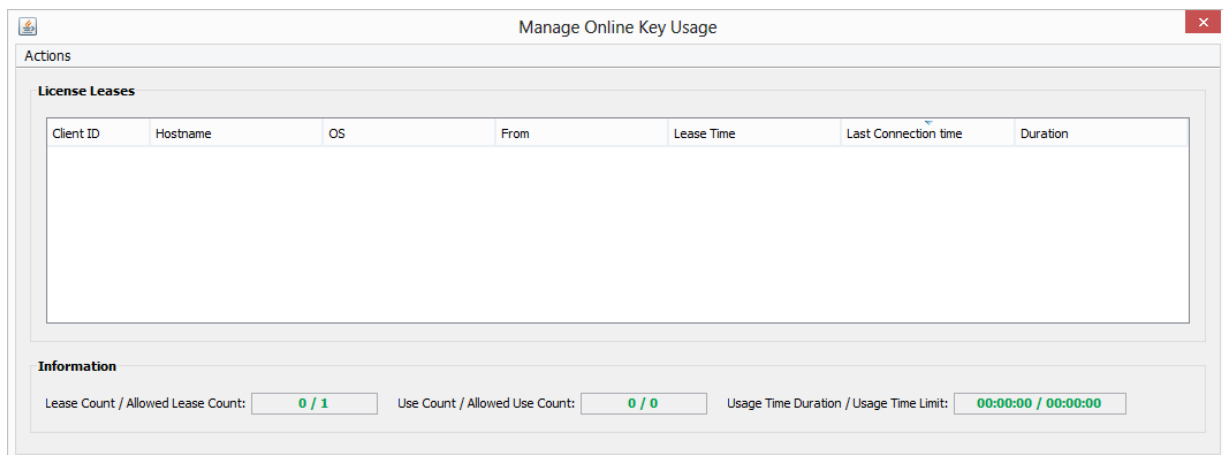 Manage Online Key Usage
Actions
License Leases
Client ID Hostname OS From Lease Time Last Connection time Duration
Information
Lease Count / Allowed Lease Count: 0 / 1 Use Count / Allowed Use Count: 0 / 0 Usage Time Duration / Usage Time Limit: 00:00:00 / 00:00:00